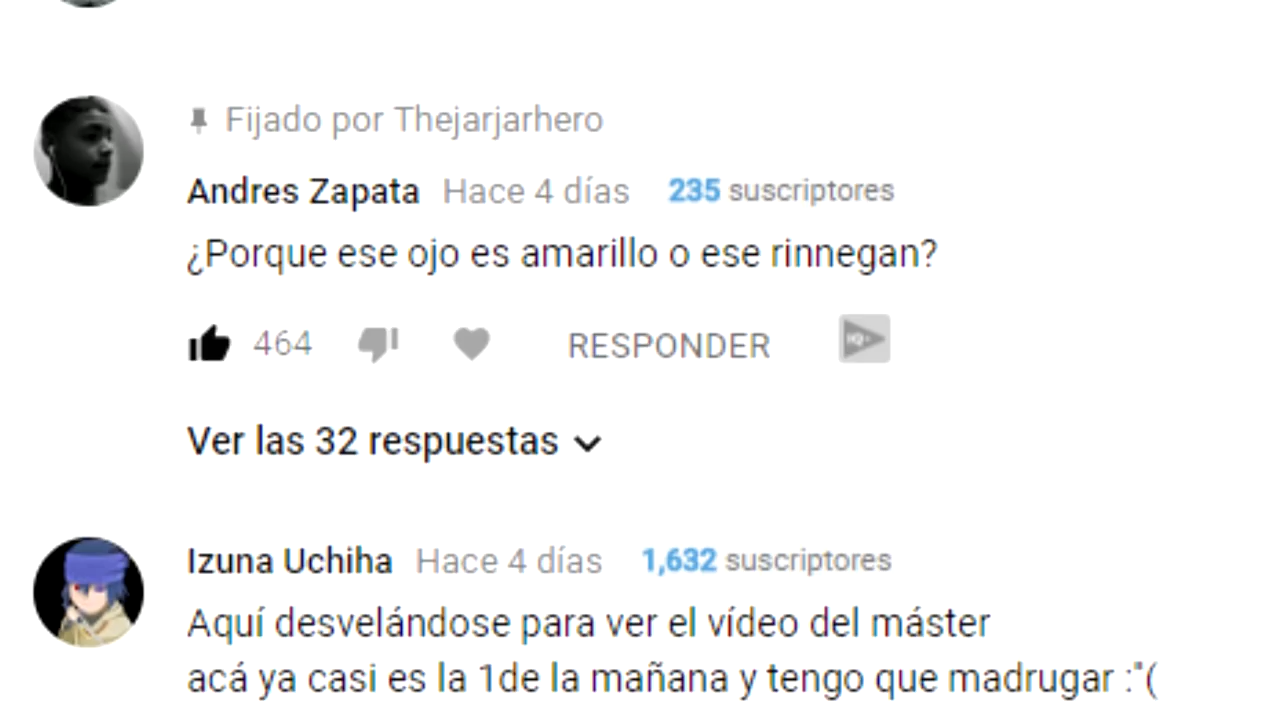 Fijado por Thejarjarhero
Andres Zapata Hace 4 días 235 suscriptores
¿Porque ese ojo es amarillo o ese rinnegan?
464 RESPONDER
Ver las 32 respuestas
Izuna Uchiha Hace 4 días 1,632 suscriptores
Aquí desvelándose para ver el vídeo del máster
acá ya casi es la 1de la mañana y tengo que madrugar :"(